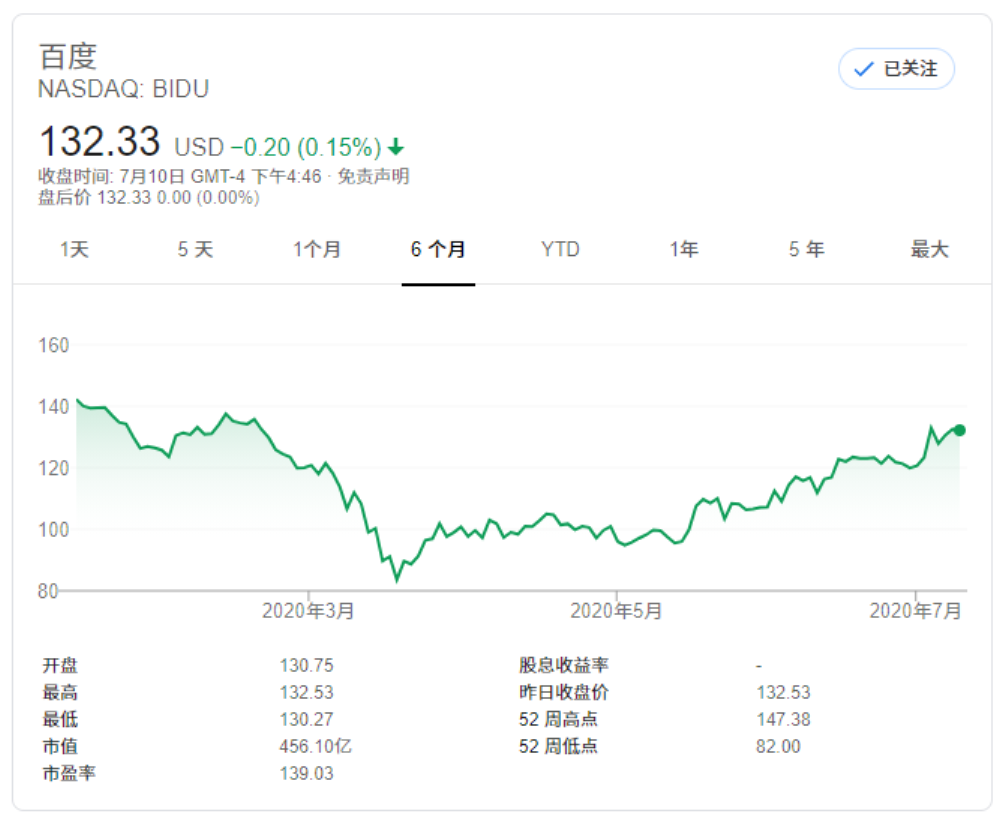 百度
已关注
NASDAQ: BIDU
132.33 USD −0.20 (0.15%)
收盘时间: 7月10日 GMT-4 下午4:46 · 免责声明
盘后价 132.33 0.00 (0.00%)
1天 5 天 1个月 6 个月 YTD 1年 5 年 最大
160
140
120
100
80
2020年3月 2020年5月 2020年7月
开盘 130.75 股息收益率 -
最高 132.53 昨日收盘价 132.53
最低 130.27 52 周高点 147.38
市值 456.10亿 52 周低点 82.00
市盈率 139.03